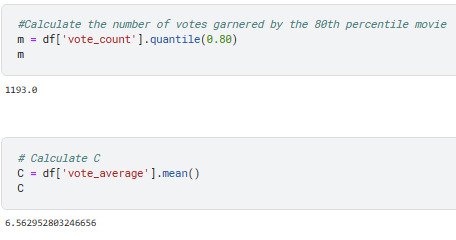 #Calculate the number of votes garnered by the 80th percentile movie
m = df['vote_count'].quantile(0.80)
m
1193.0
# Calculate C
C = df['vote_average'].mean()
C
6.562952803246656